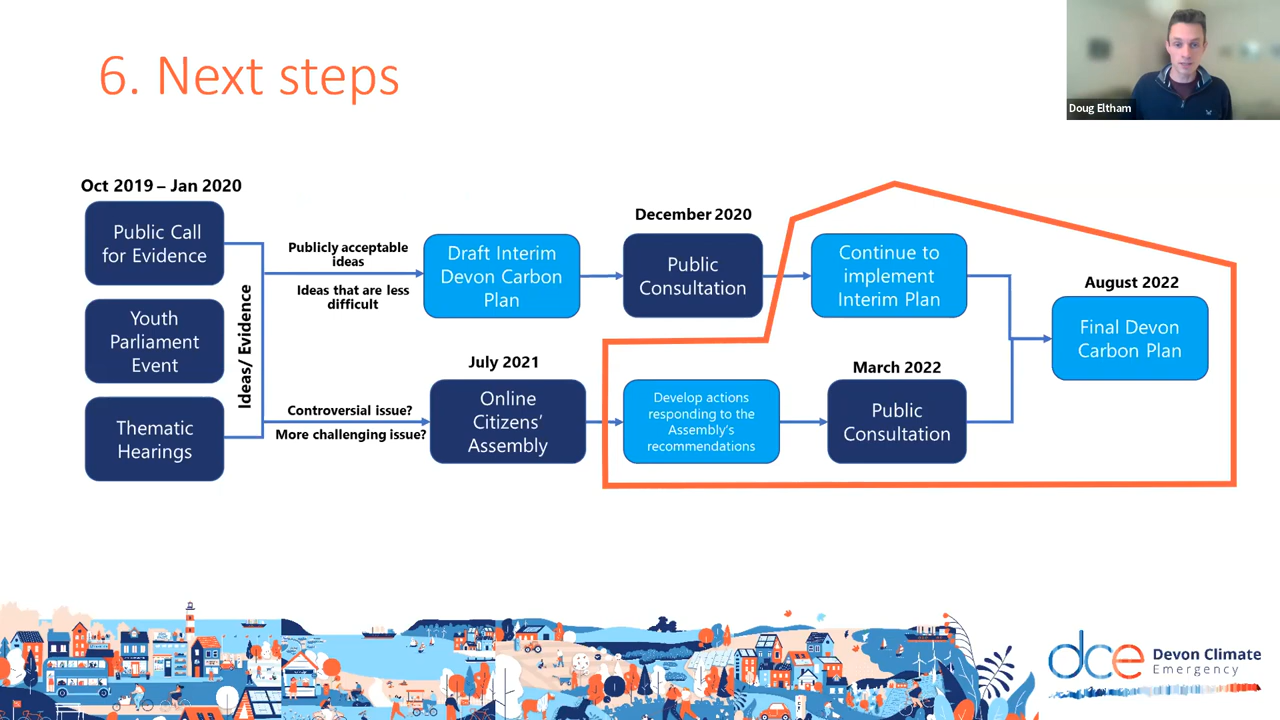 6. Next steps
Doug Eltham
Oct 2019 – Jan 2020
Public Call
for Evidence
Youth
Parliament
Event
Thematic
Hearings
Ideas/ Evidence
Publicly acceptable
ideas
Ideas that are less
difficult
Controversial issue?
More challenging issue?
Draft Interim
Devon Carbon
Plan
July 2021
Online
Citizens’
Assembly
December 2020
Public
Consultation
Develop actions
responding to the
Assembly’s
recommendations
Continue to
implement
Interim Plan
March 2022
Public
Consultation
August 2022
Final Devon
Carbon Plan
dce
Devon Climate
Emergency